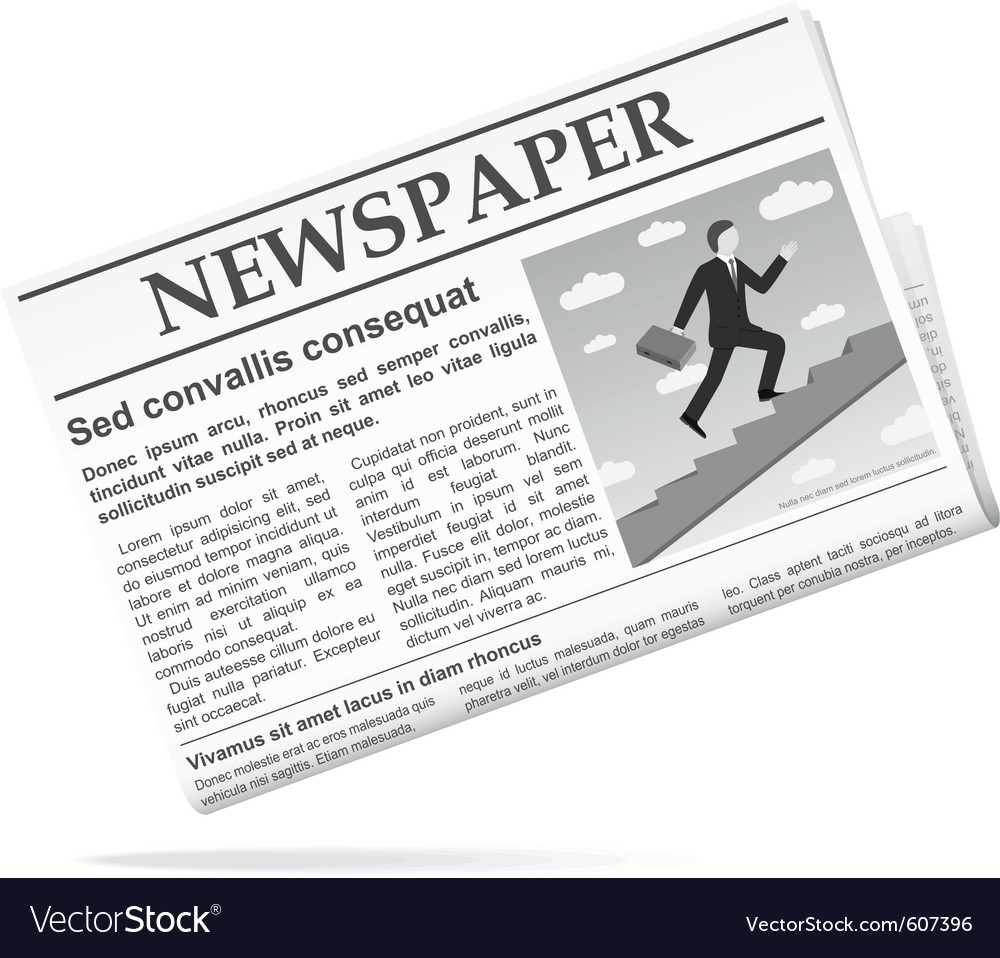 NEWSPAPER
Sed convallis consequat
Donec ipsum arcu, rhoncus sed semper convallis,
tincidunt vitae nulla. Proin sit amet leo vitae ligula
sollicitudin suscipit sed at neque.
Lorem ipsum dolor sit amet,
consectetur adipisicing elit, sed
do eiusmod tempor incididunt ut
labore et dolore magna aliqua.
Ut enim ad minim veniam, quis
nostrud exercitation ullamco
laboris nisi ut aliquip ex ea
commodo consequat.
Duis auteesse cillum dolore eu
fugiat nulla pariatur. Excepteur
sint occaecat.
Cupidatat non proident, sunt in
culpa qui officia deserunt mollit
anim id est laborum. Nunc
interdum feugiat blandit.
Vestibulum in ipsum vel sem
imperdiet feugiat id sit amet
nulla. Fusce elit dolor, molestie
eget suscipit in, tempor ac diam.
Nulla nec diam sed lorem luctus
sollicitudin. Aliquam mauris mi,
dictum vel viverra ac.
Nulla nec diam sed lorem luctus sollicitudin.
Vivamus sit amet lacus in diam rhoncus
Donec molestie erat ac eros malesuada quis
vehicula nisi sagittis. Etiam malesuada,
neque id luctus malesuada, quam mauris
pharetra velit, vel interdum dolor tor egestas
leo. Class aptent taciti sociosqu ad litora
torquent per conubia nostra, per inceptos.
VectorStock®
VectorStock.com/607396